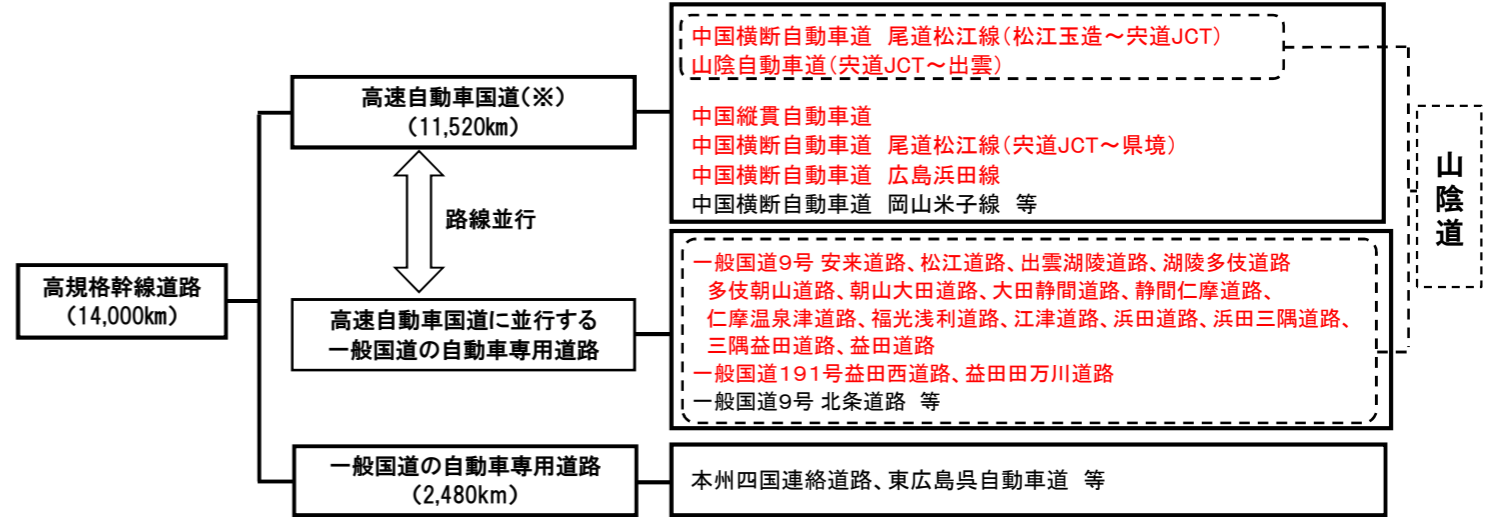 高規格幹線道路
(14,000km)
高速自動車国道(※)
(11,520km)
路線並行
高速自動車国道に並行する
一般国道の自動車専用道路
一般国道の自動車専用道路
(2,480km)
中国横断自動車道 尾道松江線(松江玉造~宍道JCT)
山陰自動車道(宍道JCT~出雲)
中国縦貫自動車道
中国横断自動車道 尾道松江線(宍道JCT~県境)
中国横断自動車道 広島浜田線
中国横断自動車道 岡山米子線 等
一般国道9号 安来道路、松江道路、出雲湖陵道路、湖陵多伎道路
多伎朝山道路、朝山大田道路、大田静間道路、静間仁摩道路、
仁摩温泉津道路、福光浅利道路、江津道路、浜田道路、浜田三隅道路、
三隅益田道路、益田道路
一般国道191号益田西道路、益田田万川道路
一般国道9号 北条道路 等
本州四国連絡道路、東広島呉自動車道 等
山陰道